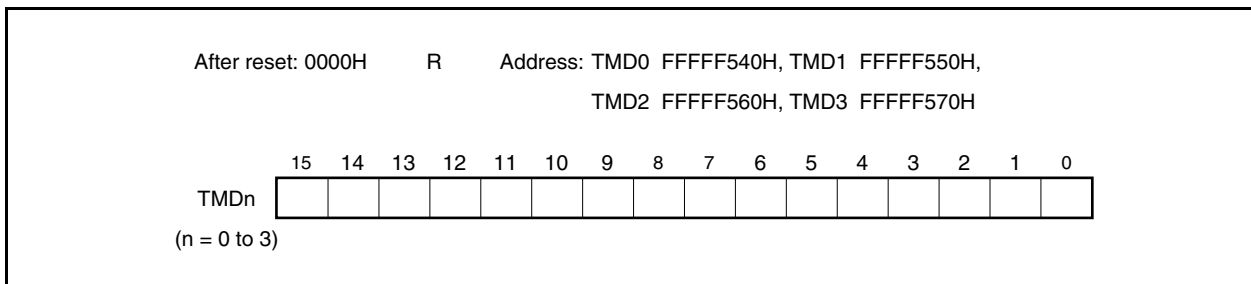 After reset: 0000H R Address: TMD0 FFFFF540H, TMD1 FFFFF550H,
TMD2 FFFFF560H, TMD3 FFFFF570H
15 14 13 12 11 10 9 8 7 6 5 4 3 2 1 0
TMDn
(n = 0 to 3)